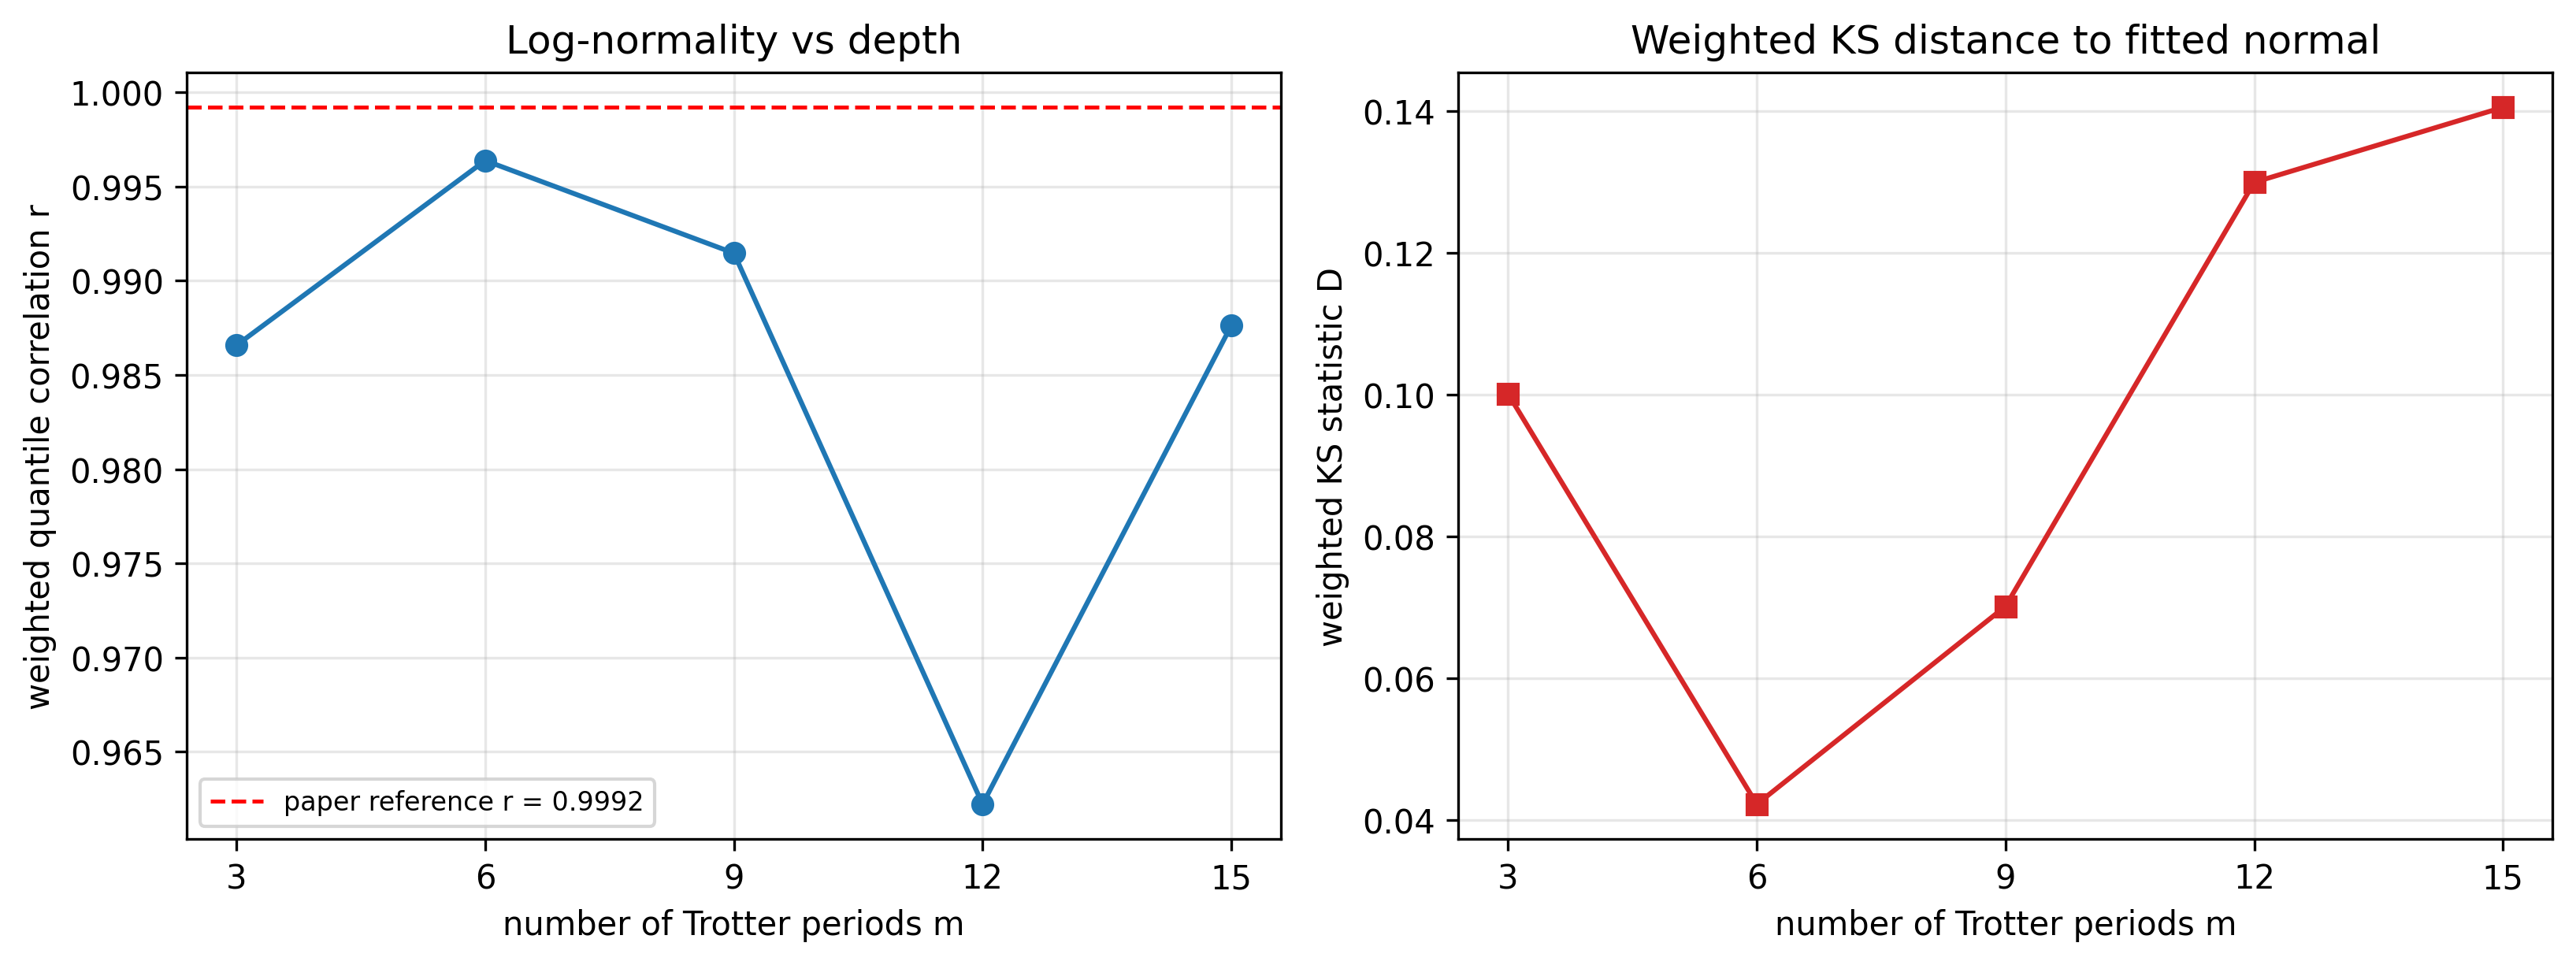 Log-normality vs depth
weighted quantile correlation r
1.000
0.995
0.990
0.985
0.980
0.975
0.970
0.965
paper reference r = 0.9992
3 6 9 12 15
number of Trotter periods m
Weighted KS distance to fitted normal
weighted KS statistic D
0.14
0.12
0.10
0.08
0.06
0.04
3 6 9 12 15
number of Trotter periods m